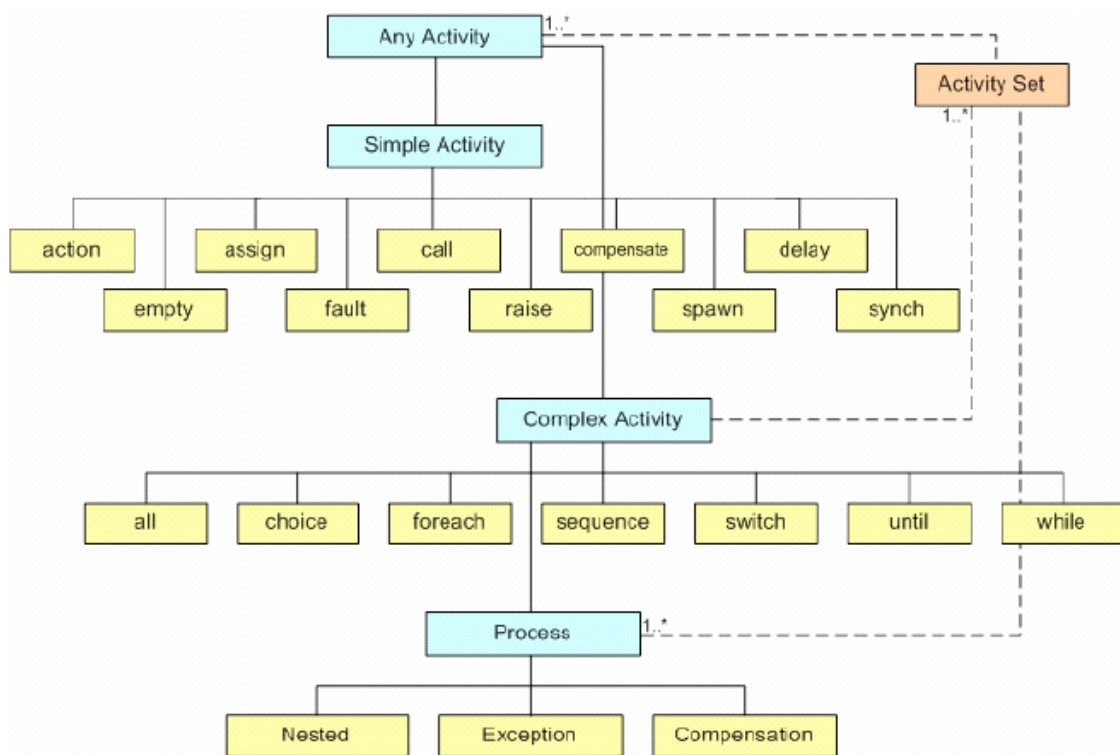 Any Activity
1..*
Activity Set
1..*
Simple Activity
action
assign
call
compensate
delay
empty
fault
raise
spawn
synch
Complex Activity
all
choice
foreach
sequence
switch
until
while
Process
1..*
Nested
Exception
Compensation